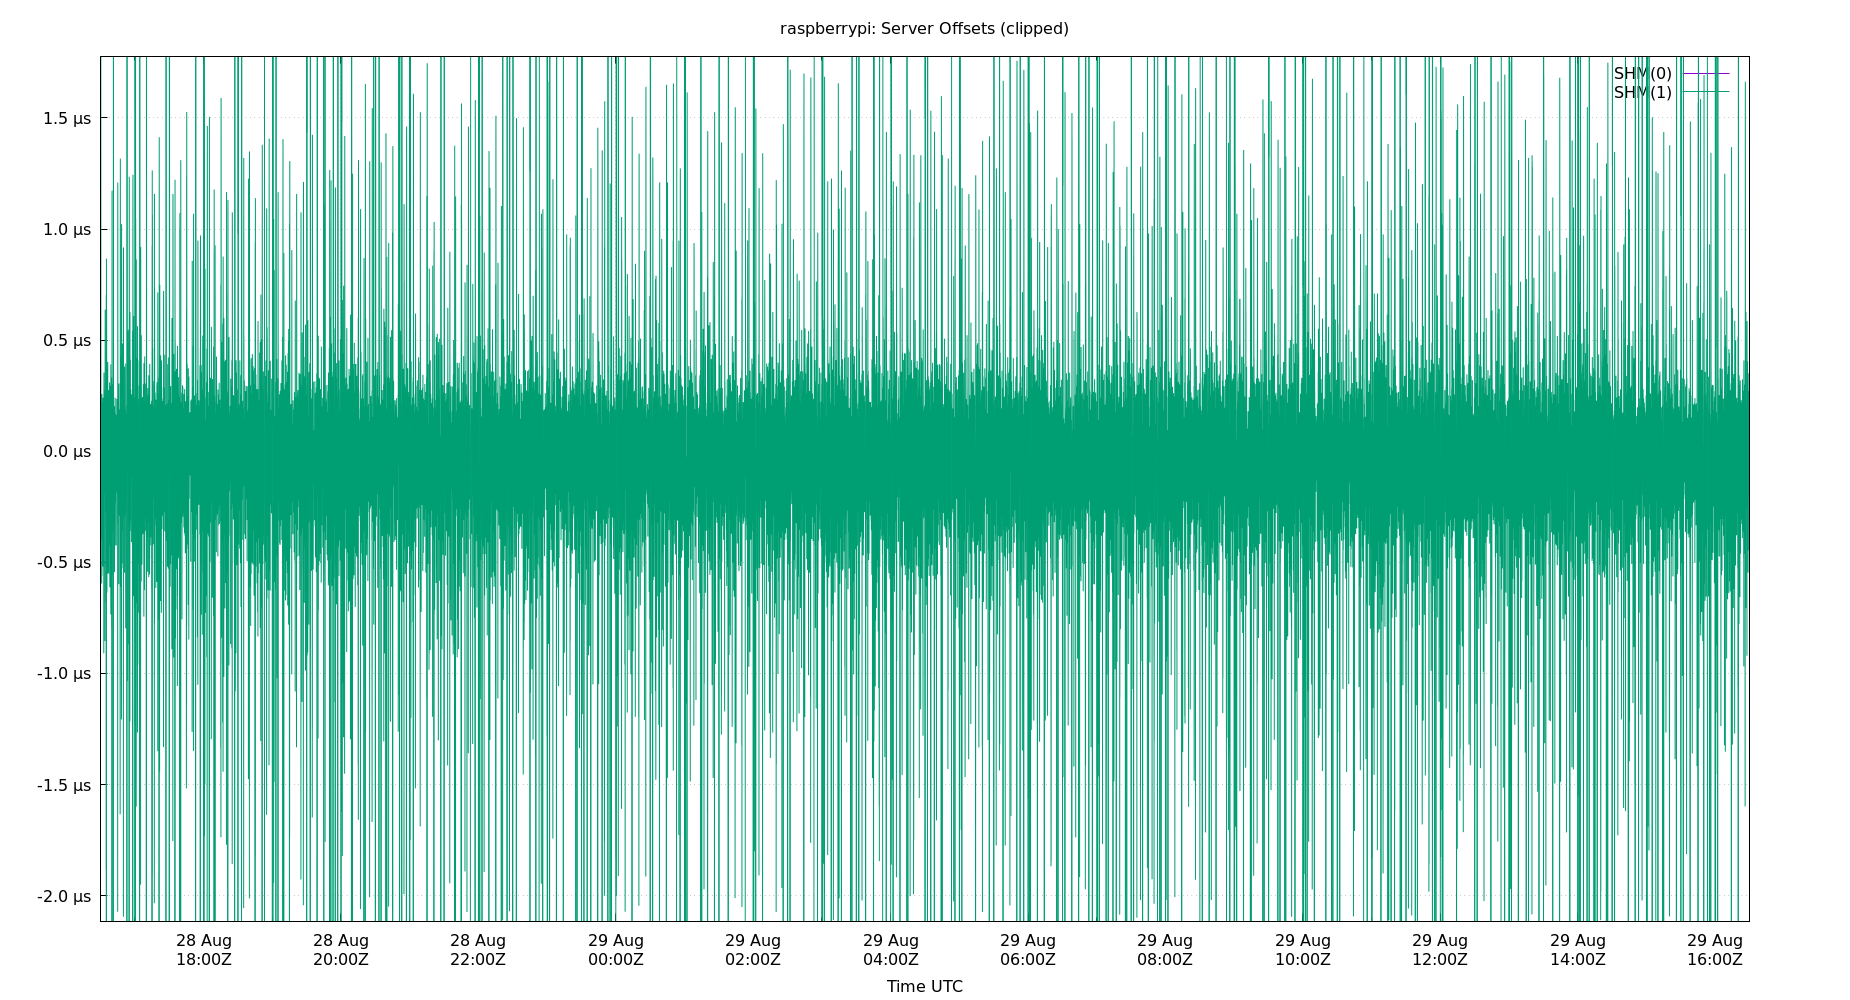 raspberrypi: Server Offsets (clipped)
SHM(0)
SHM(1)
1.5 µs
1.0 µs
0.5 µs
0.0 µs
-0.5 µs
-1.0 µs
-1.5 µs
-2.0 µs
28 Aug 28 Aug 28 Aug 29 Aug 29 Aug 29 Aug 29 Aug 29 Aug 29 Aug 29 Aug 29 Aug 29 Aug
18:00Z 20:00Z 22:00Z 00:00Z 02:00Z 04:00Z 06:00Z 08:00Z 10:00Z 12:00Z 14:00Z 16:00Z
Time UTC